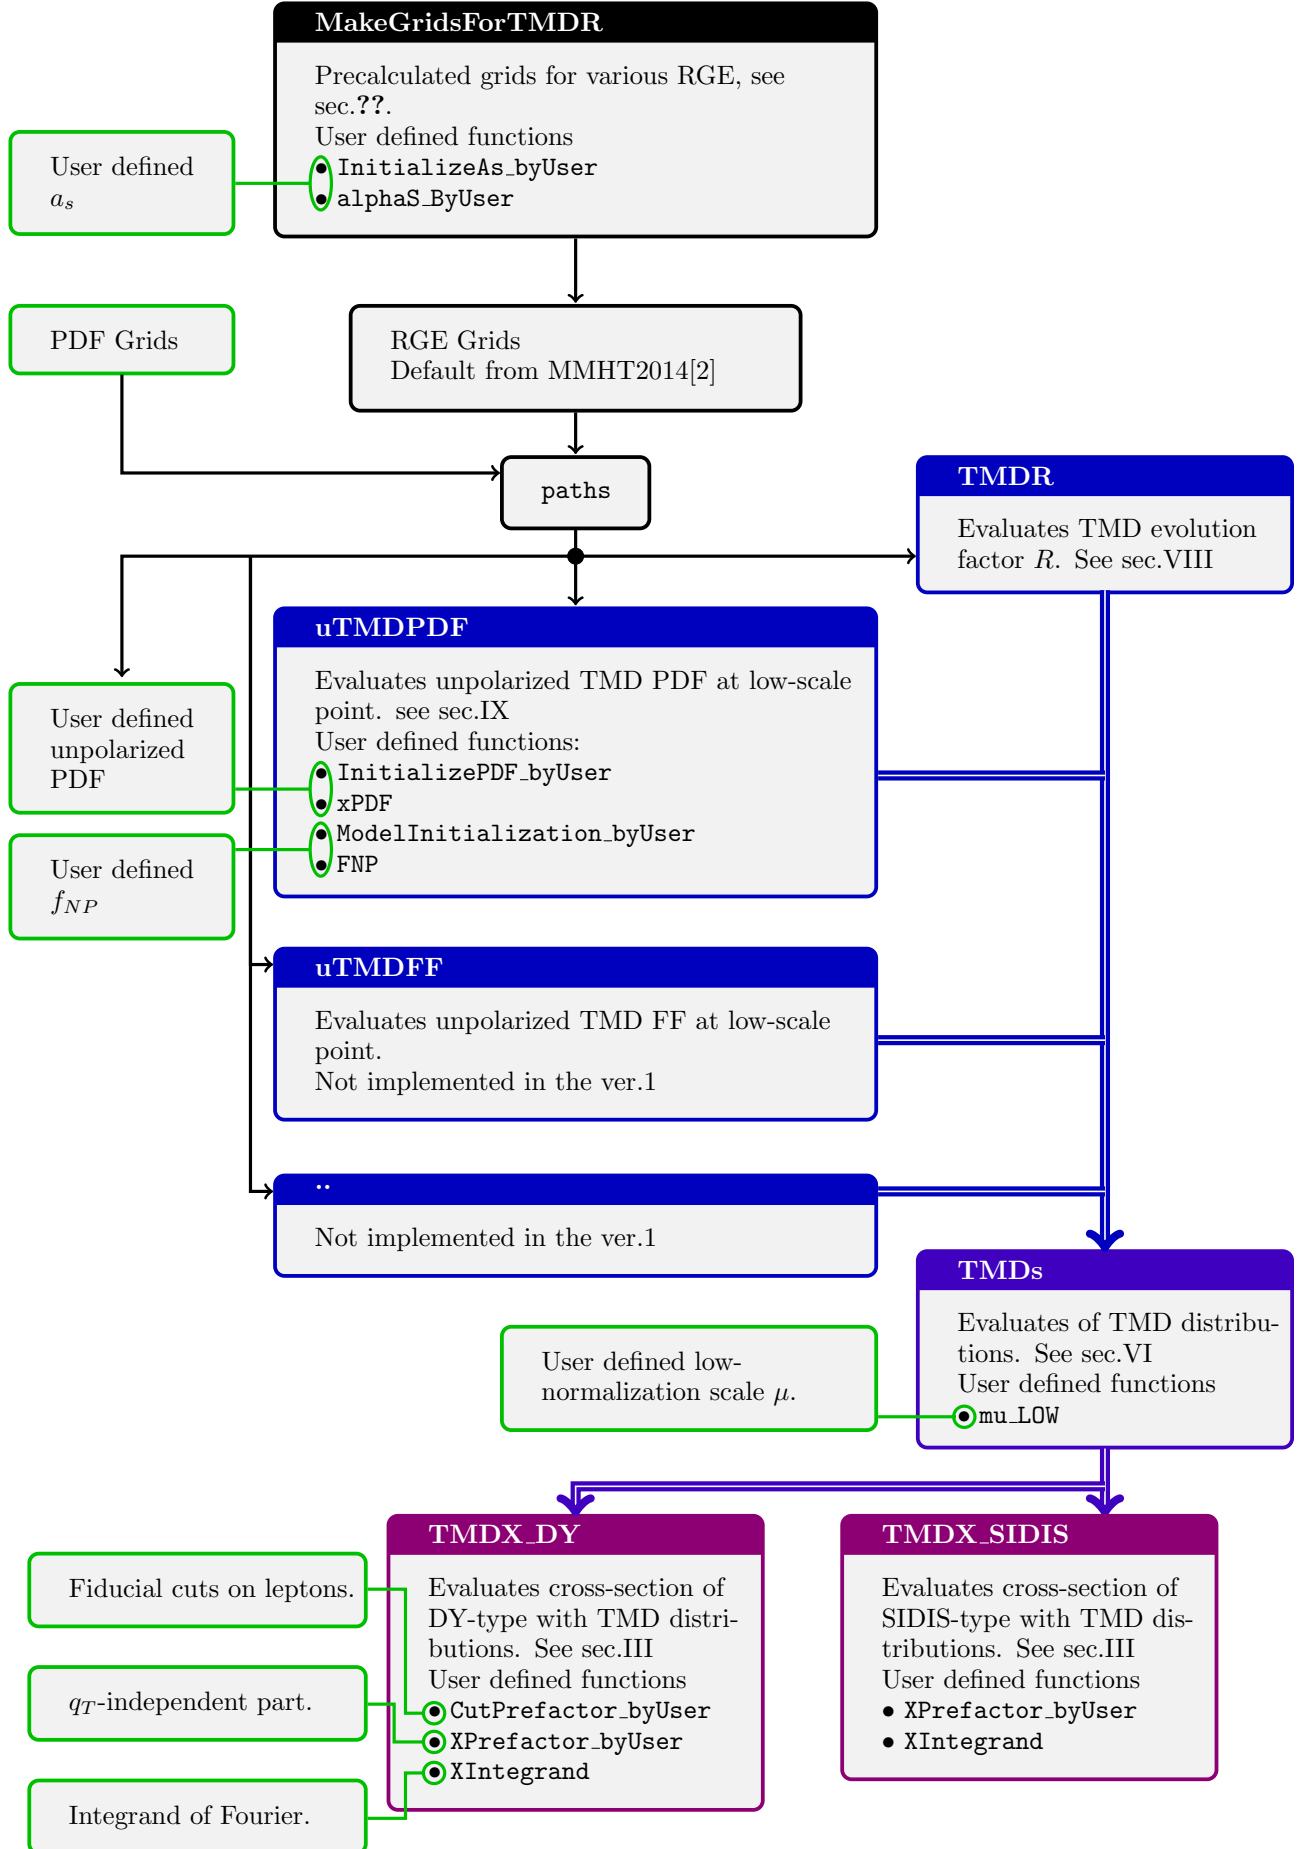 MakeGridsForTMDR
Precalculated grids for various RGE, see
sec.??.
User defined functions
• InitializeAs_byUser
• alphaS_ByUser
User defined
a_s
PDF Grids
RGE Grids
Default from MMHT2014[2]
paths
TMDR
Evaluates TMD evolution
factor R. See sec.VIII
uTMDPDF
Evaluates unpolarized TMD PDF at low-scale
point. see sec.IX
User defined functions:
• InitializePDF_byUser
• xPDF
• ModelInitialization_byUser
• FNP
User defined
unpolarized
PDF
User defined
f_{NP}
uTMDFF
Evaluates unpolarized TMD FF at low-scale
point.
Not implemented in the ver.1
..
Not implemented in the ver.1
TMDs
Evaluates of TMD distribu-
tions. See sec.VI
User defined functions
• mu_LOW
User defined low-
normalization scale μ.
TMDX_DY
Evaluates cross-section of
DY-type with TMD distri-
butions. See sec.III
User defined functions
• CutPrefactor_byUser
• XPrefactor_byUser
• XIntegrand
TMDX_SIDIS
Evaluates cross-section of
SIDIS-type with TMD dis-
tributions. See sec.III
User defined functions
• XPrefactor_byUser
• XIntegrand
Fiducial cuts on leptons.
q_T-independent part.
Integrand of Fourier.